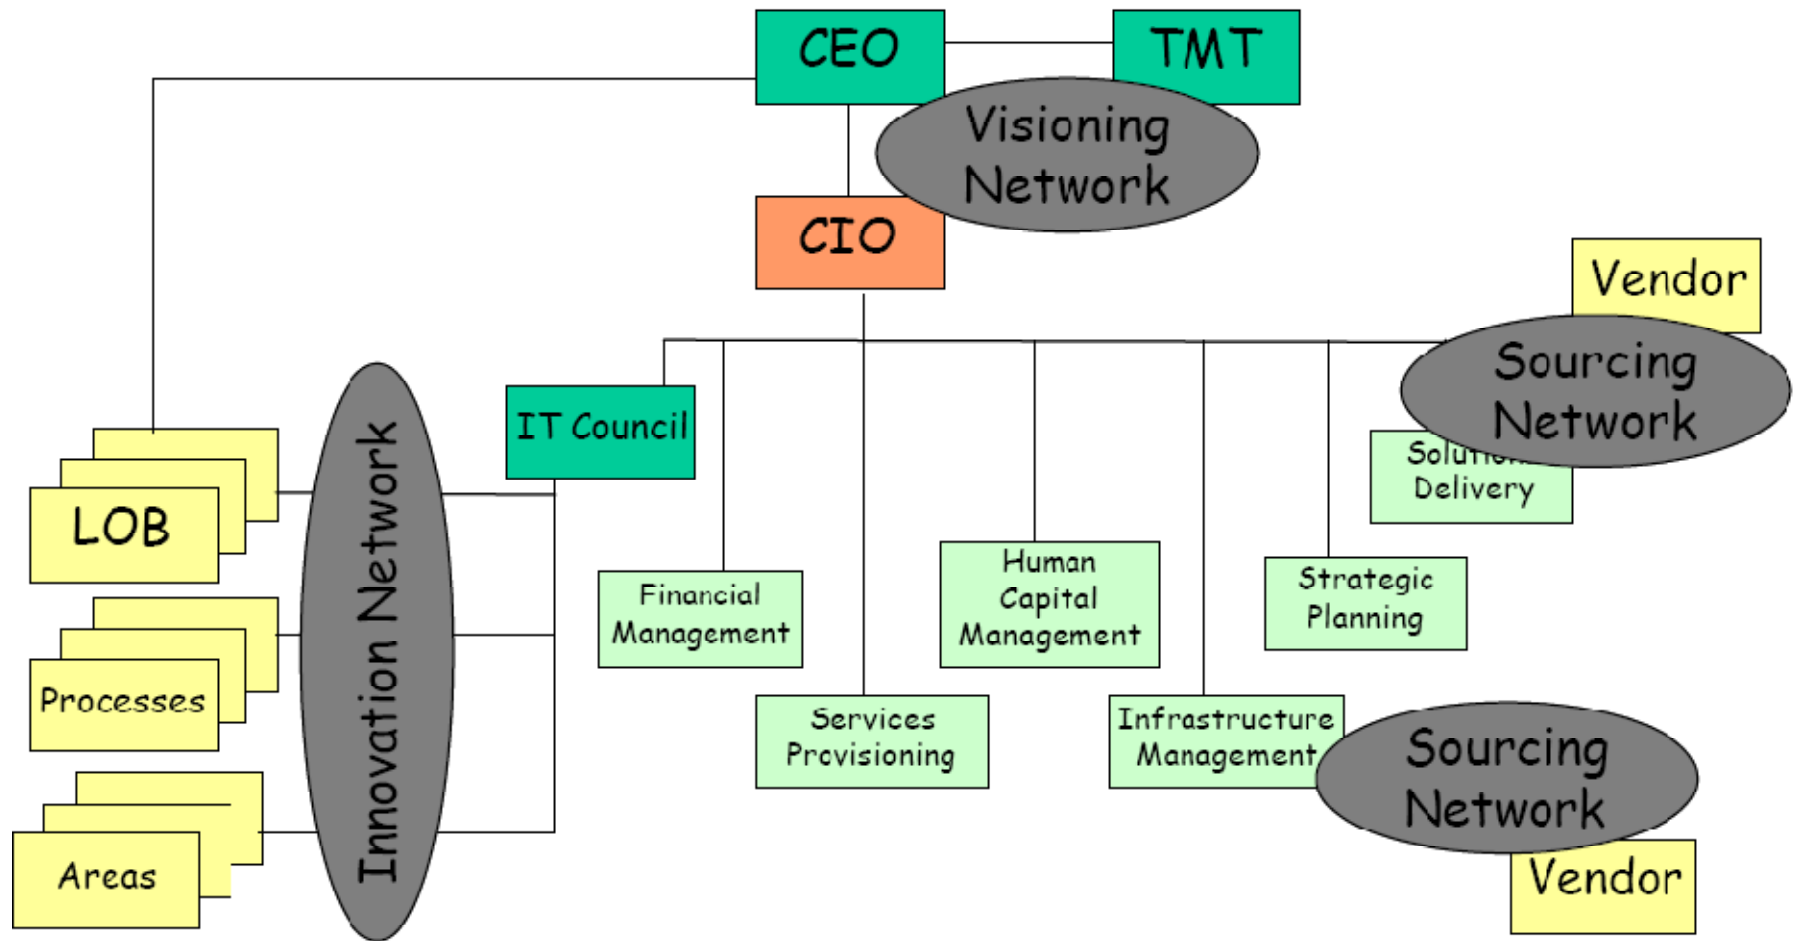 CEO
TMT
Visioning
Network
CIO
Vendor
Sourcing
Network
IT Council
LOB
Innovation Network
Delivery
Financial
Management
Human
Capital
Management
Strategic
Planning
Processes
Services
Provisioning
Infrastructure
Management
Sourcing
Network
Areas
Vendor